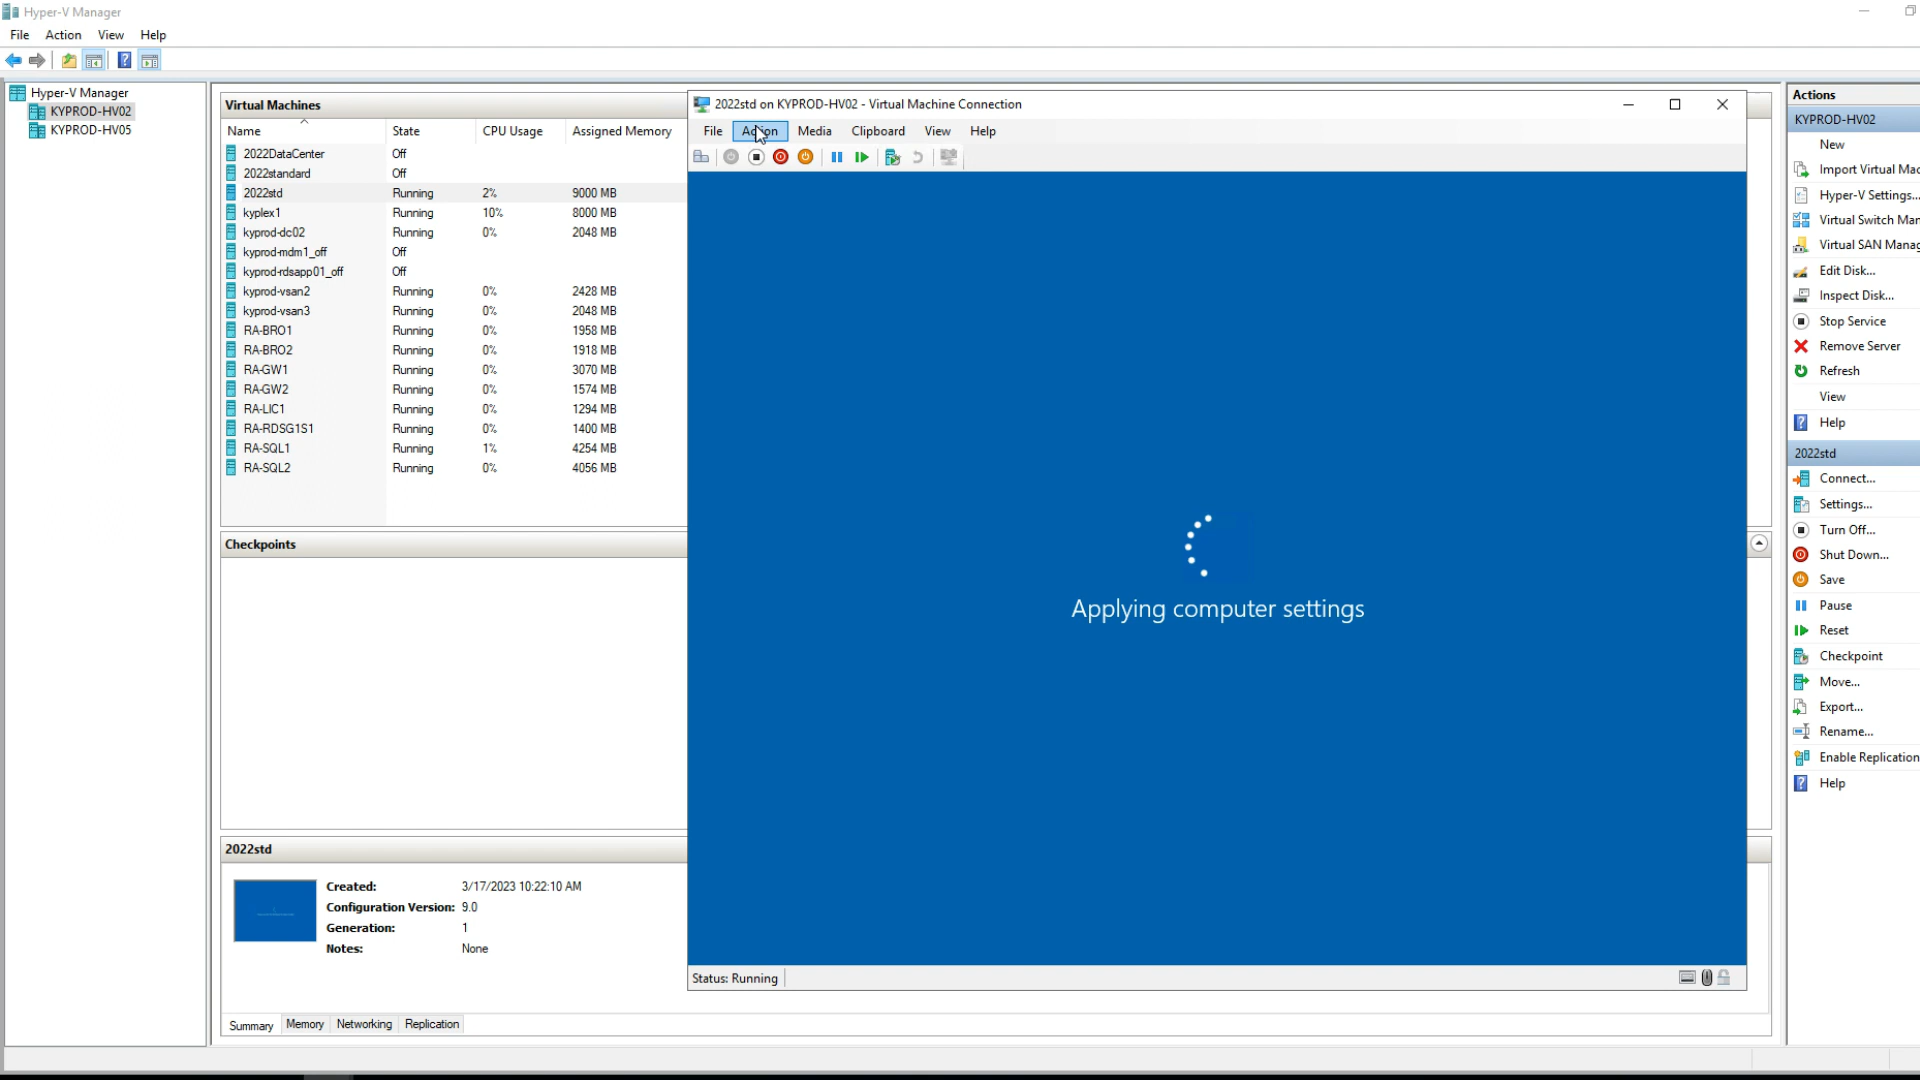 Hyper-V Manager
File Action View Help
Hyper-V Manager
KYPROD-HV02
KYPROD-HV05
Virtual Machines
Name State CPU Usage Assigned Memory
2022DataCenter Off
2022standard Off
2022std Running 2% 9000 MB
kyplex1 Running 10% 8000 MB
kyprod-dc02 Running 0% 2048 MB
kyprod-mdm1_off Off
kyprod-rdsapp01_off Off
kyprod-vsan2 Running 0% 2428 MB
kyprod-vsan3 Running 0% 2048 MB
RA-BRO1 Running 0% 1958 MB
RA-BRO2 Running 0% 1918 MB
RA-GW1 Running 0% 3070 MB
RA-GW2 Running 0% 1574 MB
RA-LIC1 Running 0% 1294 MB
RA-RDSG1S1 Running 0% 1400 MB
RA-SQL1 Running 1% 4254 MB
RA-SQL2 Running 0% 4056 MB
Checkpoints
2022std
Created: 3/17/2023 10:22:10 AM
Configuration Version: 9.0
Generation: 1
Notes: None
Summary Memory Networking Replication
2022std on KYPROD-HV02 - Virtual Machine Connection
File Action Media Clipboard View Help
Applying computer settings
Status: Running
Actions
KYPROD-HV02
New
Import Virtual Mac
Hyper-V Settings...
Virtual Switch Man
Virtual SAN Manag
Edit Disk...
Inspect Disk...
Stop Service
Remove Server
Refresh
View
Help
2022std
Connect...
Settings...
Turn Off...
Shut Down...
Save
Pause
Reset
Checkpoint
Move...
Export...
Rename...
Enable Replication
Help